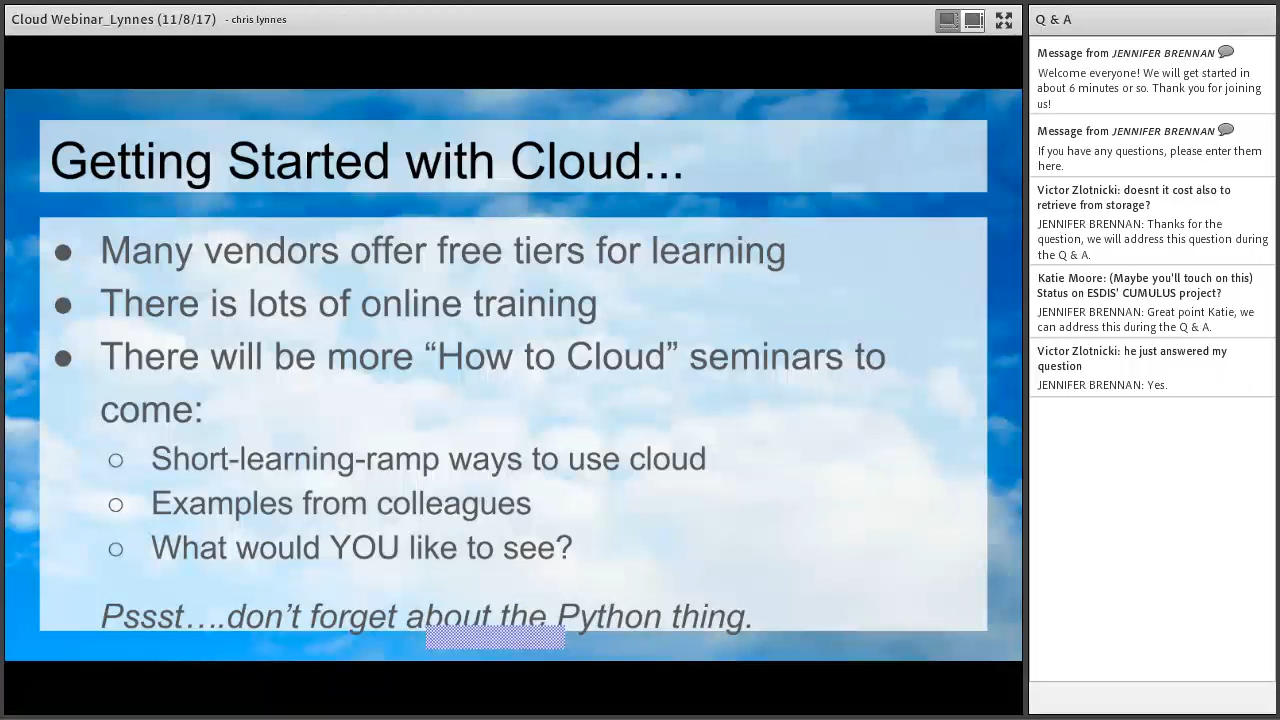 Cloud Webinar_Lynnes (11/8/17) - chris lynnes
Getting Started with Cloud...
● Many vendors offer free tiers for learning
● There is lots of online training
● There will be more “How to Cloud” seminars to
come:
○ Short-learning-ramp ways to use cloud
○ Examples from colleagues
○ What would YOU like to see?
Pssst....don’t forget about the Python thing.
Q & A
Message from JENNIFER BRENNAN
Welcome everyone! We will get started in
about 6 minutes or so. Thank you for joining
us!
Message from JENNIFER BRENNAN
If you have any questions, please enter them
here.
Victor Zlotnicki: doesnt it cost also to
retrieve from storage?
JENNIFER BRENNAN: Thanks for the
question, we will address this question during
the Q & A.
Katie Moore: (Maybe you'll touch on this)
Status on ESDIS' CUMULUS project?
JENNIFER BRENNAN: Great point Katie, we
can address this during the Q & A.
Victor Zlotnicki: he just answered my
question
JENNIFER BRENNAN: Yes.